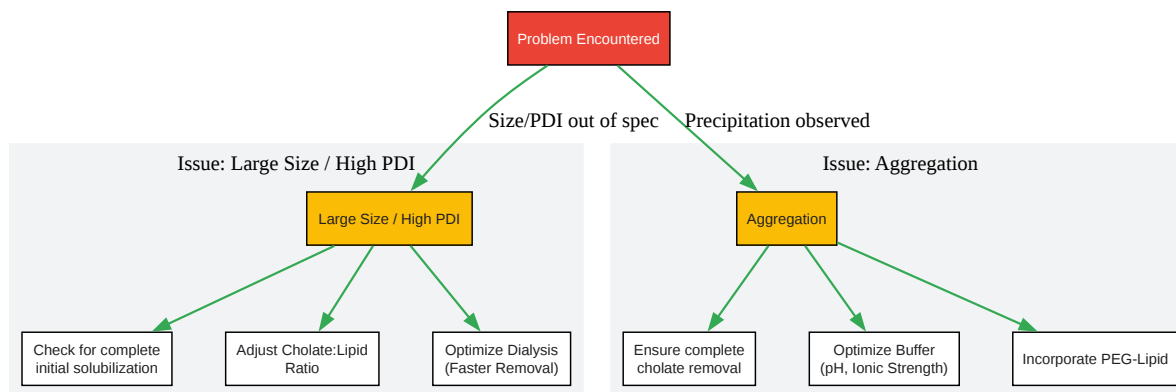 Problem Encountered
Size/PDI out of spec
Precipitation observed
Issue: Large Size / High PDI
Issue: Aggregation
Large Size / High PDI
Aggregation
Check for complete
initial solubilization
Adjust Cholate:Lipid
Ratio
Optimize Dialysis
(Faster Removal)
Ensure complete
cholate removal
Optimize Buffer
(pH, Ionic Strength)
Incorporate PEG-Lipid